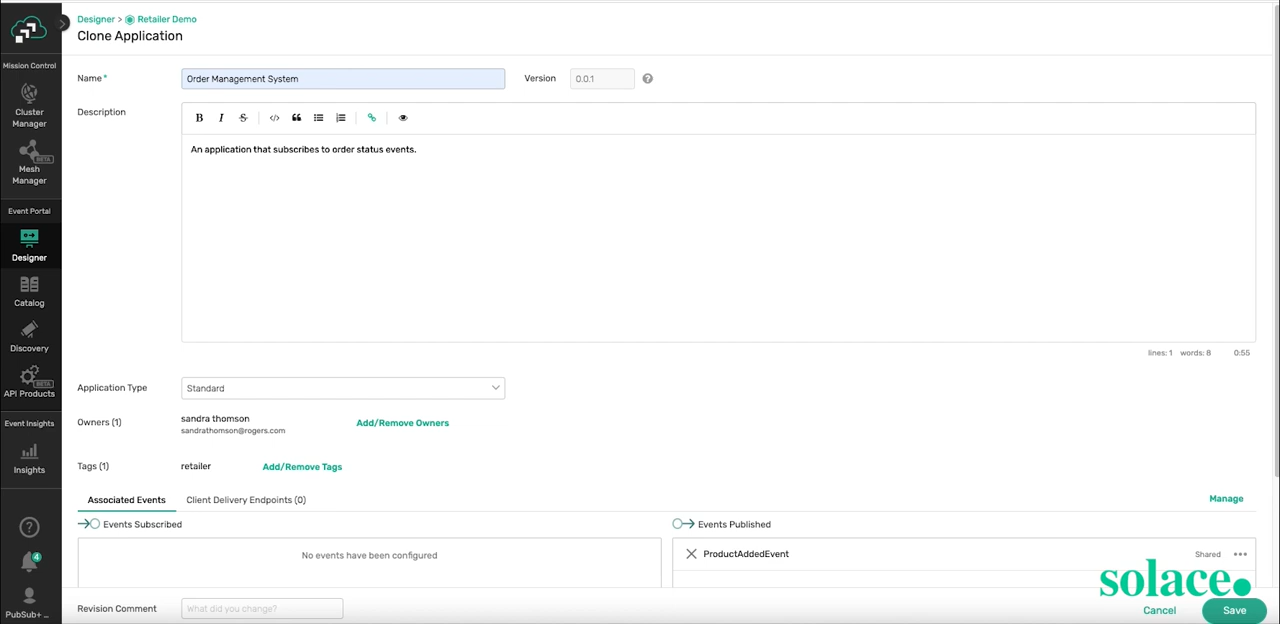 Designer > Retailer Demo
Clone Application
Mission Control
Cluster
Manager
BETA
Mesh
Manager
Event Portal
Designer
Catalog
Discovery
BETA
API Products
Event Insights
Insights
4
PubSub+ ...
Name* Order Management System Version 0.0.1
Description
B I S </>
An application that subscribes to order status events.
lines: 1 words: 8 0:55
Application Type Standard
Owners (1) sandra thomson Add/Remove Owners
sandrathomson@rogers.com
Tags (1) retailer Add/Remove Tags
Associated Events Client Delivery Endpoints (0) Manage
Events Subscribed Events Published
No events have been configured
ProductAddedEvent Shared
solace.
Revision Comment What did you change? Cancel Save